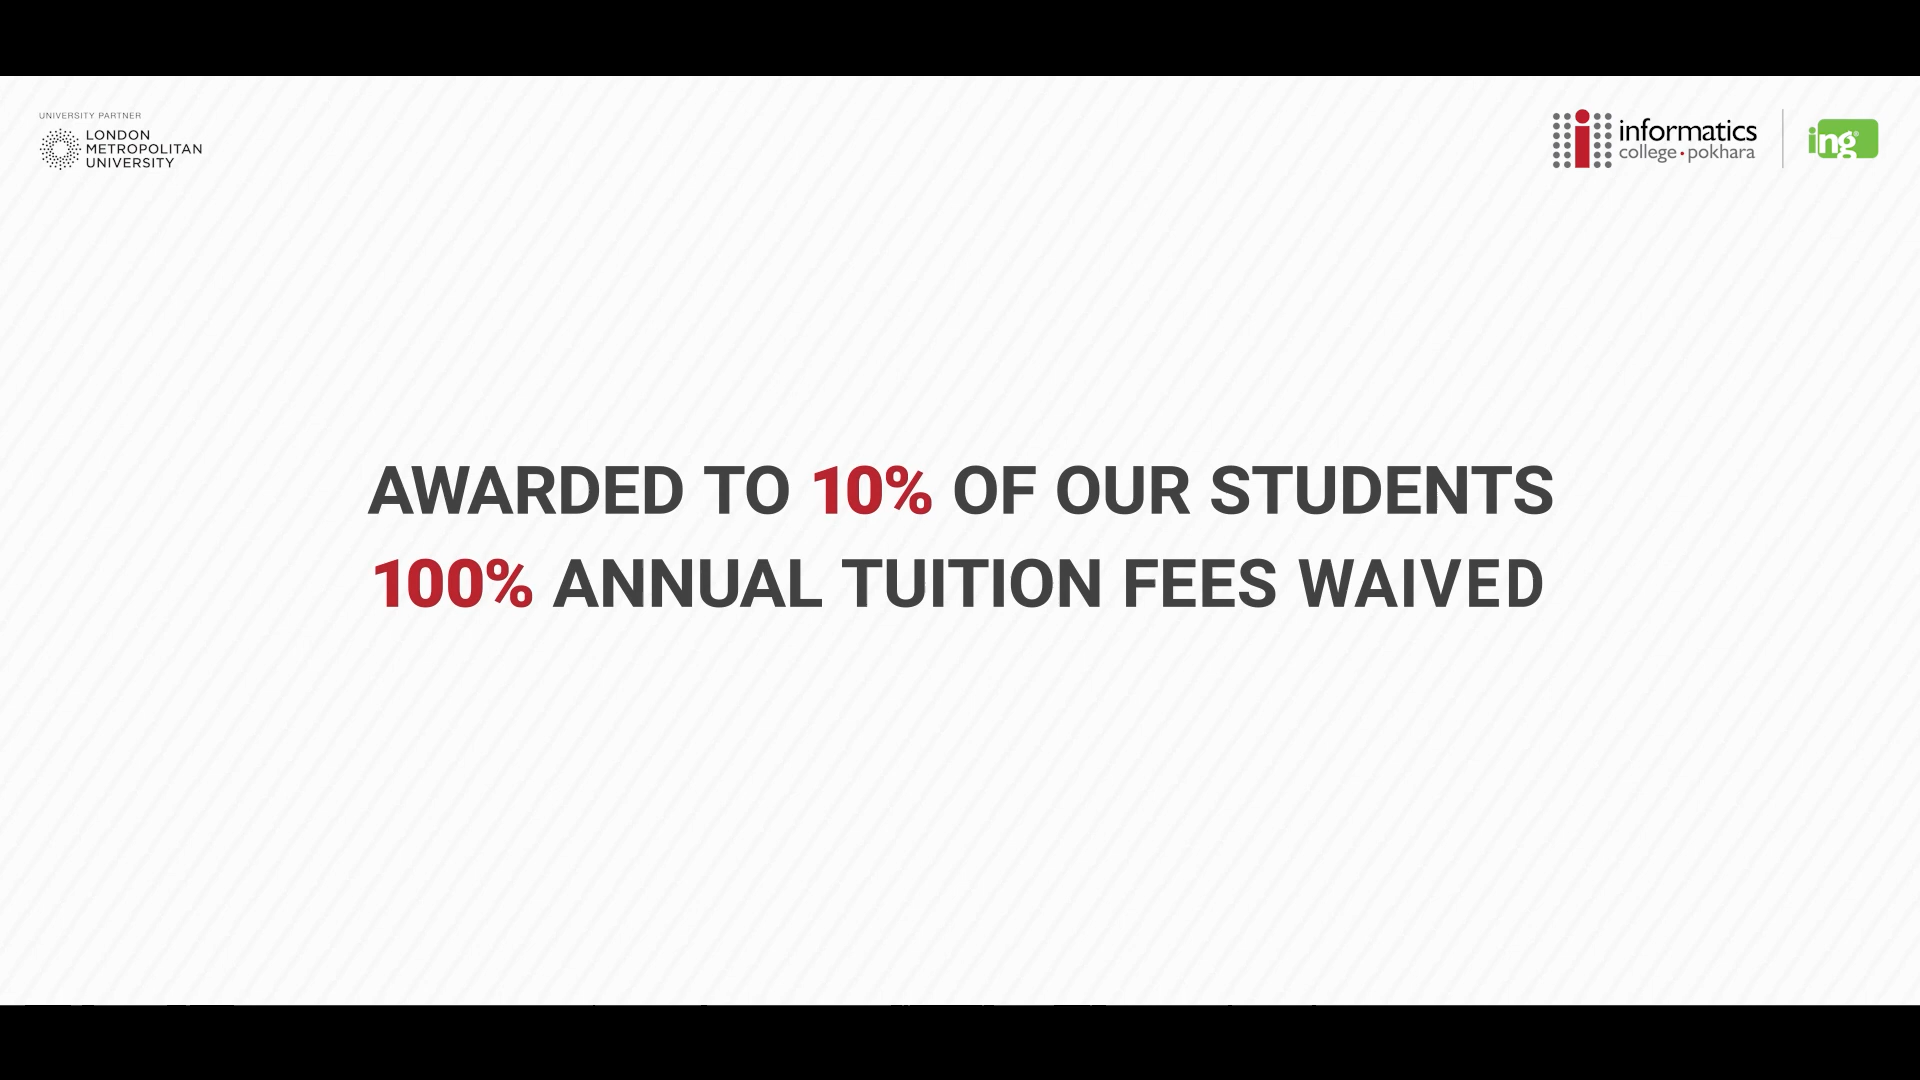 UNIVERSITY PARTNER
LONDON
METROPOLITAN
UNIVERSITY
informatics
college • pokhara
ing
AWARDED TO 10% OF OUR STUDENTS
100% ANNUAL TUITION FEES WAIVED